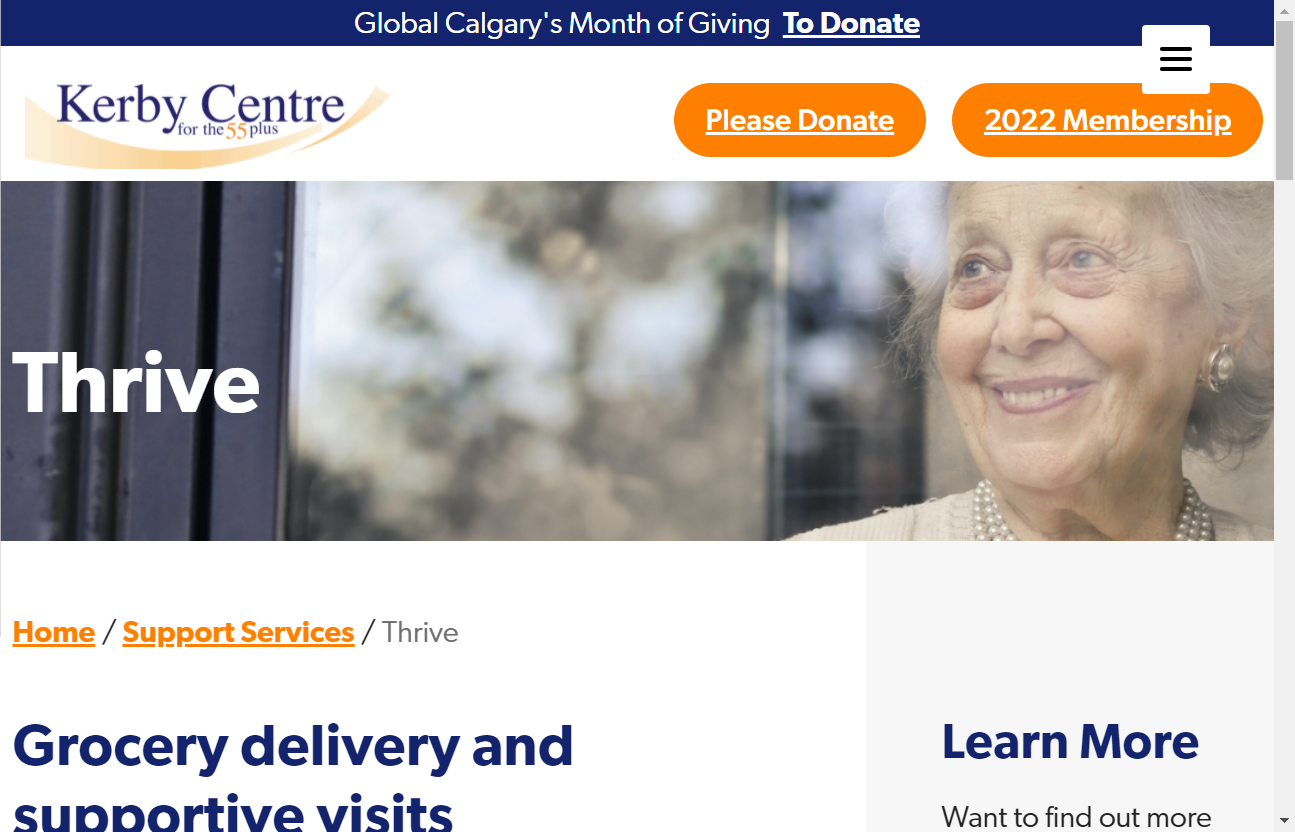 Global Calgary's Month of Giving To Donate
Kerby Centre
for the 55 plus
Please Donate
2022 Membership
Thrive
Home / Support Services / Thrive
Grocery delivery and
supportive visits
Learn More
Want to find out more